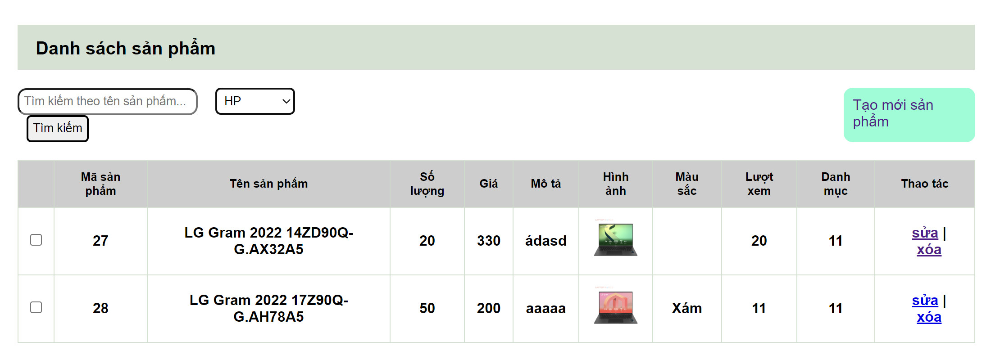 Danh sách sản phẩm
Tìm kiếm theo tên sản phẩm...
HP
Tìm kiếm
Tạo mới sản
phẩm
Mã sản
phẩm
Tên sản phẩm
Số
lượng
Giá
Mô tả
Hình
ảnh
Màu
sắc
Lượt
xem
Danh
mục
Thao tác
27
LG Gram 2022 14ZD90Q-
G.AX32A5
20
330
ádasd
20
11
sửa |
xóa
28
LG Gram 2022 17Z90Q-
G.AH78A5
50
200
aaaaa
Xám
11
11
sửa |
xóa